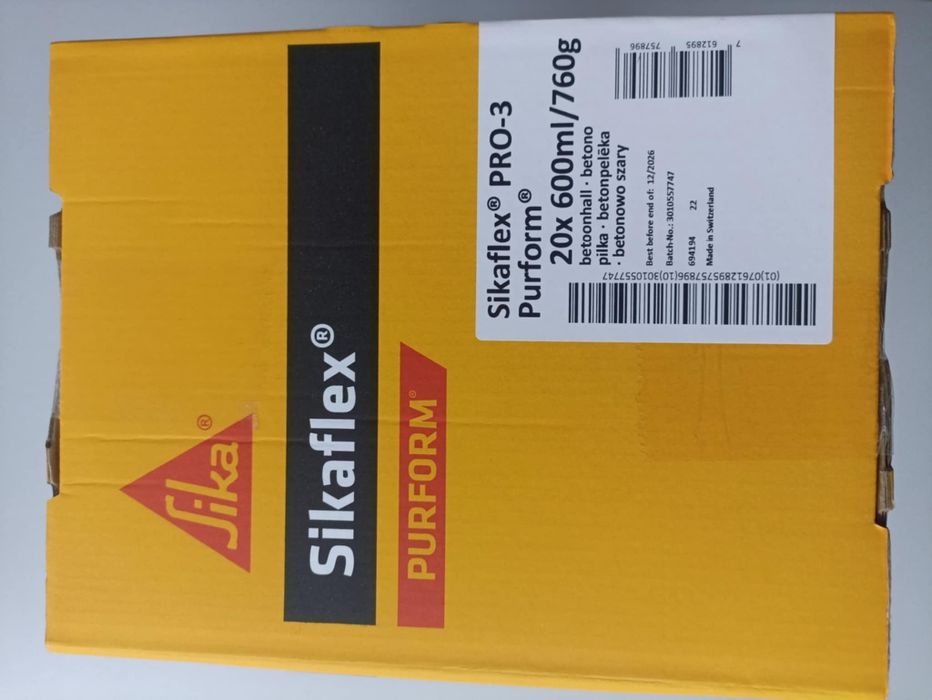 Sika®
Sikaflex®
PURFORM®
Sikaflex® PRO-3
Purform®
20x 600ml/760g
betoonhall · betono
pilka · betonpelēka
· betonowo szary
Best before end of: 12/2026
Batch-No.: 3010557747
694194 22
Made in Switzerland
7 612895 757896
(01)07612895757896(10)3010557747